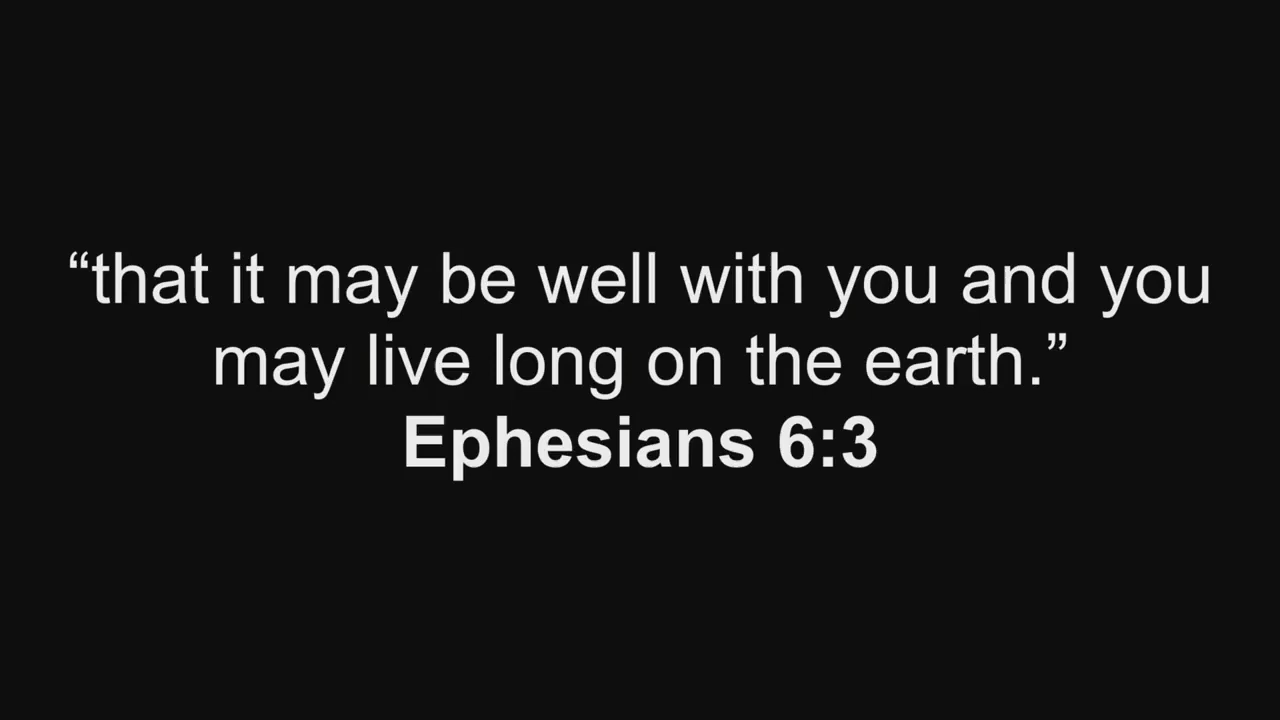 “that it may be well with you and you
may live long on the earth.”
Ephesians 6:3